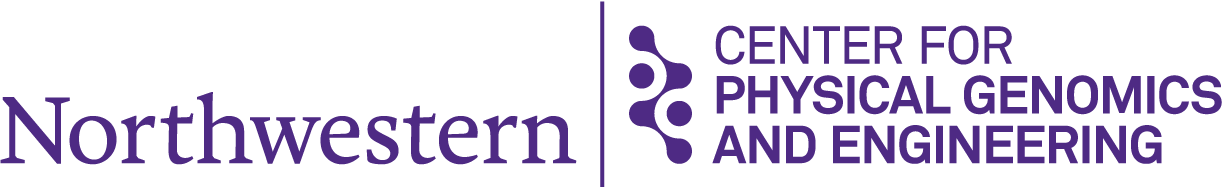 Northwestern
CENTER FOR
PHYSICAL GENOMICS
AND ENGINEERING